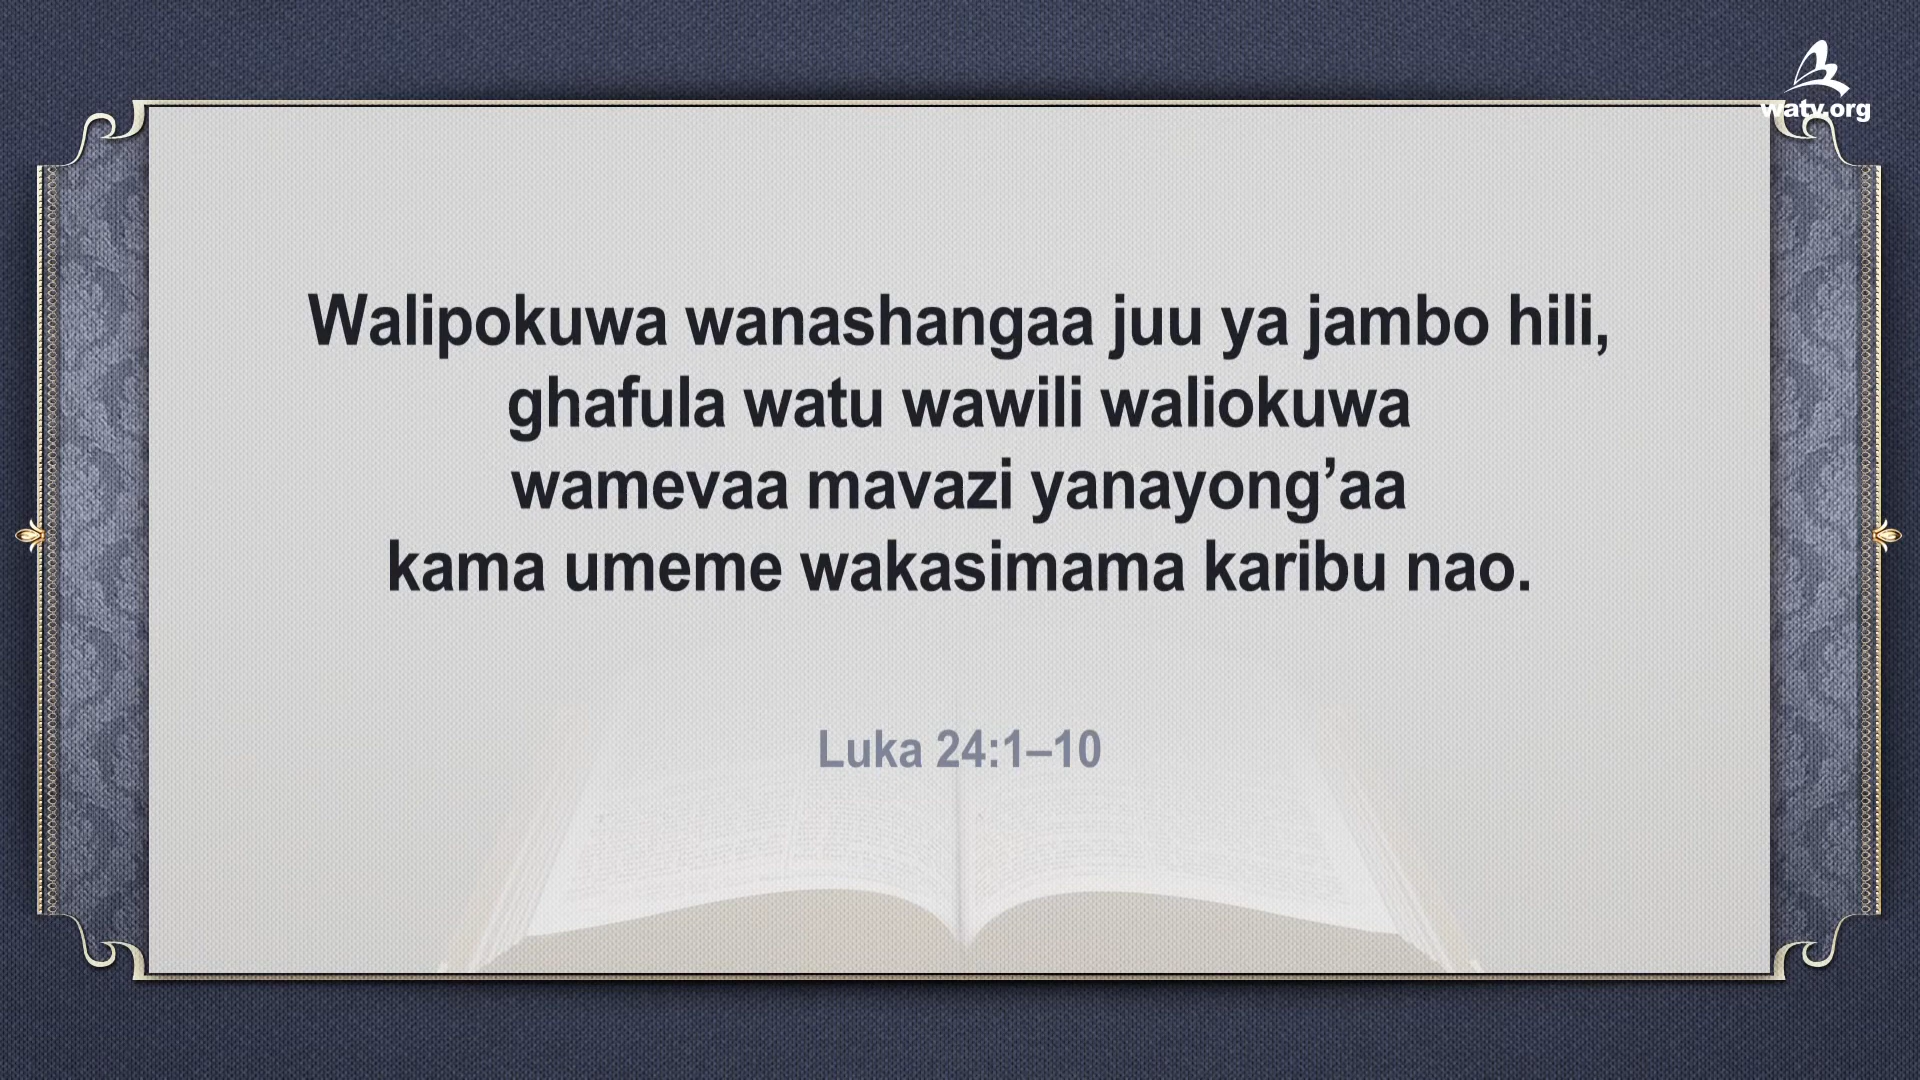 watv.org
Walipokuwa wanashangaa juu ya jambo hili,
ghafula watu wawili waliokuwa
wamevaa mavazi yanayong’aa
kama umeme wakasimama karibu nao.
Luka 24:1–10